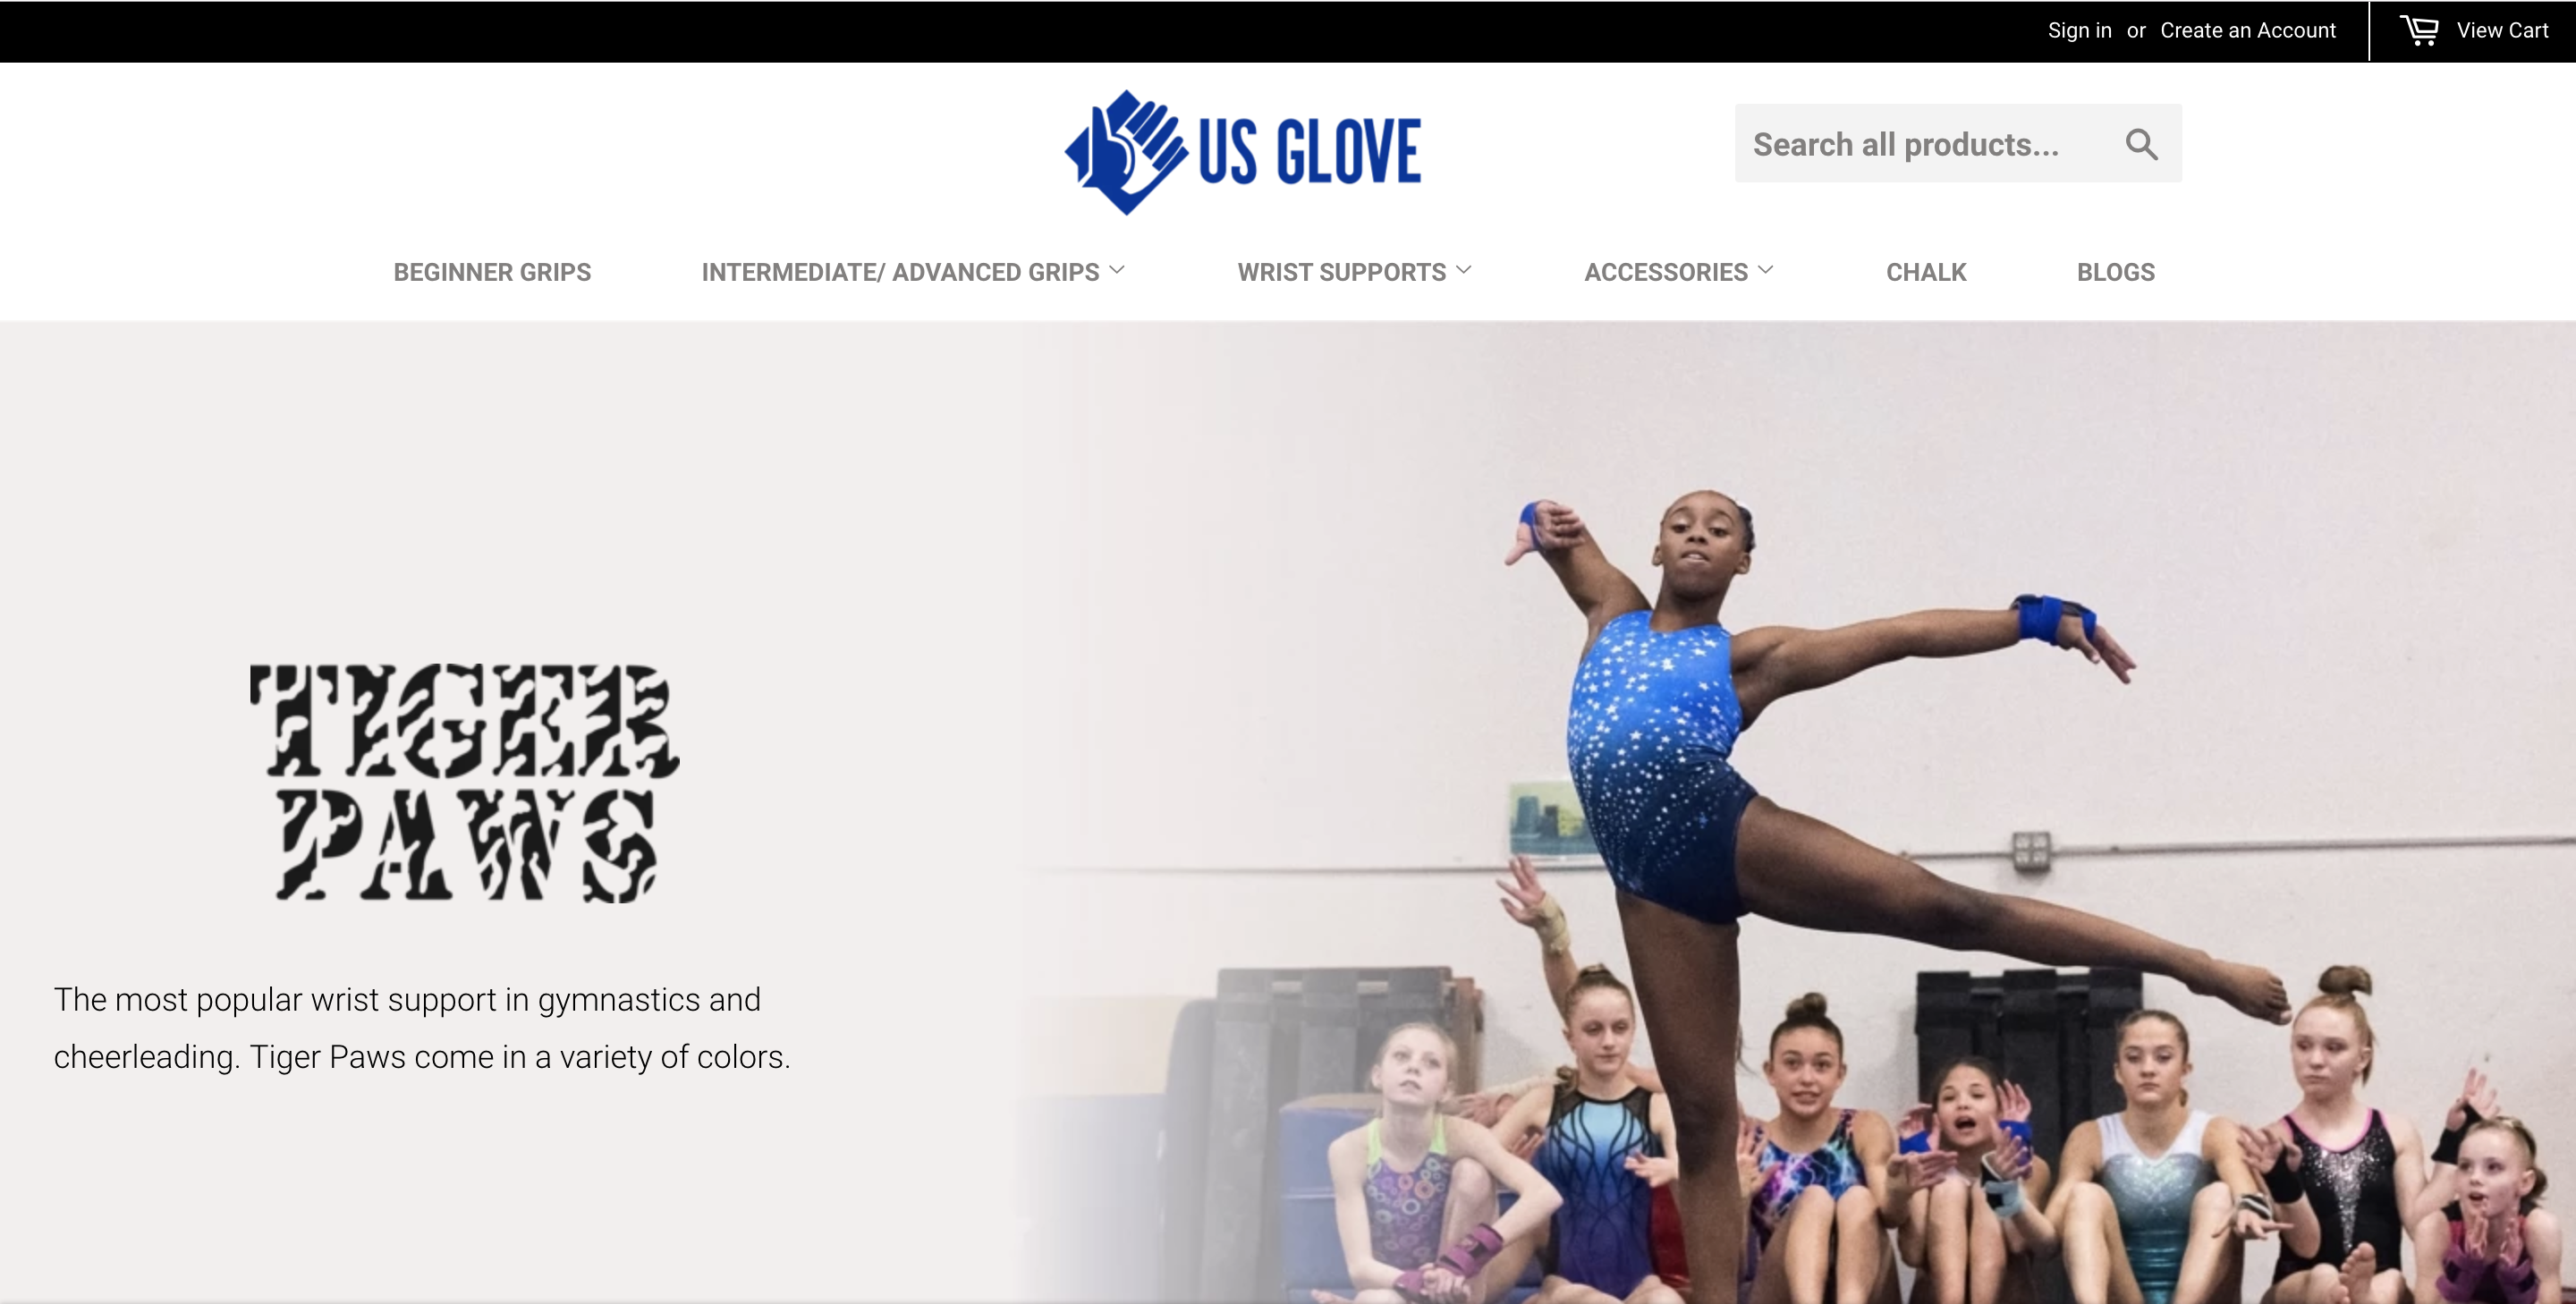 Sign in or Create an Account View Cart
US GLOVE
Search all products...
BEGINNER GRIPS INTERMEDIATE/ ADVANCED GRIPS WRIST SUPPORTS ACCESSORIES CHALK BLOGS
TIGER
PAWS
The most popular wrist support in gymnastics and
cheerleading. Tiger Paws come in a variety of colors.